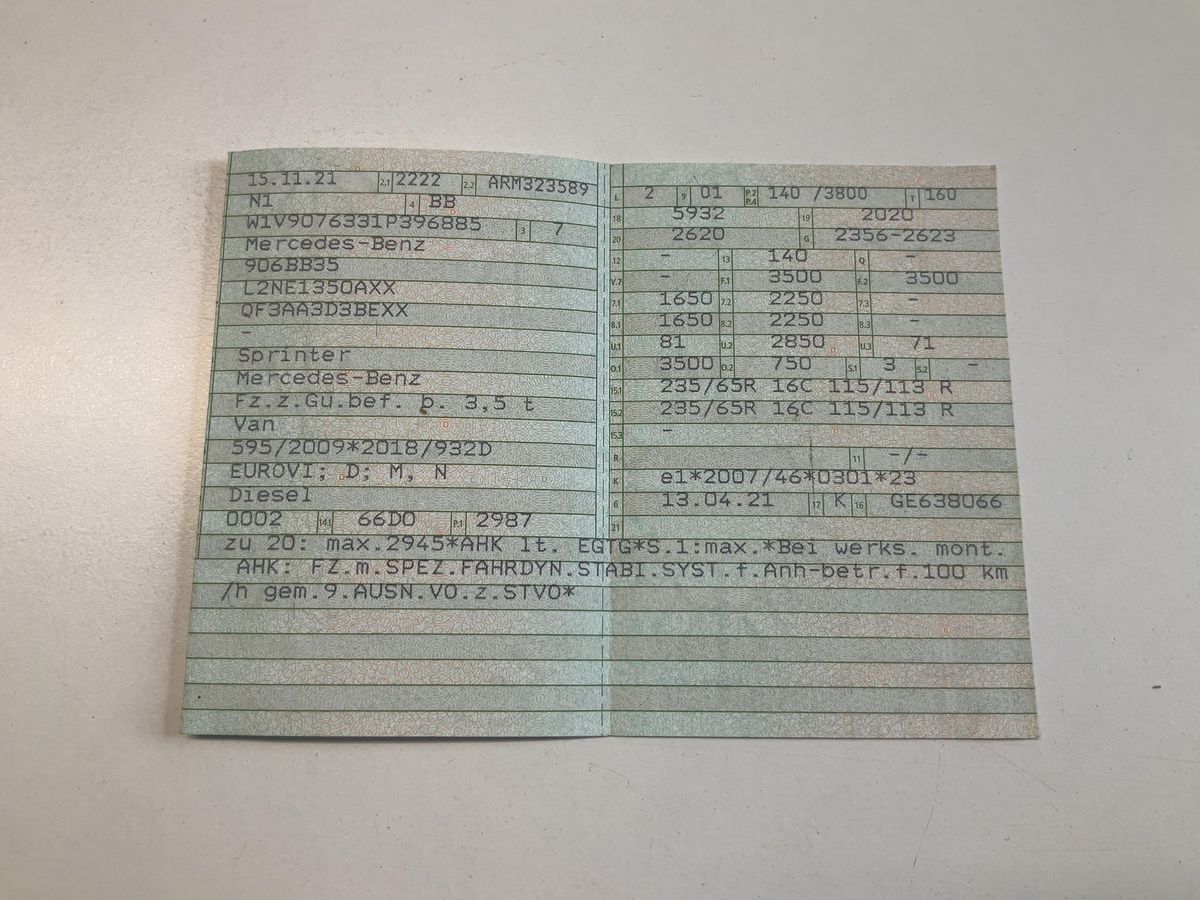 15.11.21 2.1 2222 2.2 ARM323589
N1 4 BB
W1V9076331P396885 3 7
Mercedes-Benz
906BB35
L2NE1350AXX
QF3AA3D3BEXX
-
Sprinter
Mercedes-Benz
Fz.z.Gu.bef. b. 3,5 t
Van
595/2009*2018/932D
EUROVI; D; M, N
Diesel
0002 14.1 66D0 P.1 2987
L 2 9 01 P.2 P.4 140 /3800 T 160
18 5932 19 2020
20 2620 G 2356-2623
12 - 13 140 Q -
V.7 - F.1 3500 F.2 3500
7.1 1650 7.2 2250 7.3 -
8.1 1650 8.2 2250 8.3 -
U.1 81 U.2 2850 U.3 71
O.1 3500 O.2 750 S.1 3 S.2 -
15.1 235/65R 16C 115/113 R
15.2 235/65R 16C 115/113 R
15.3 -
R 11 -/-
K e1*2007/46*0301*23
6 13.04.21 17 K 16 GE638066
21
zu 20: max.2945*AHK lt. EGTG*S.1:max.*Bei werks. mont.
AHK: FZ.m.SPEZ.FAHRDYN.STABI.SYST.f.Anh-betr.f.100 km
/h gem.9.AUSN.VO.z.STVO*